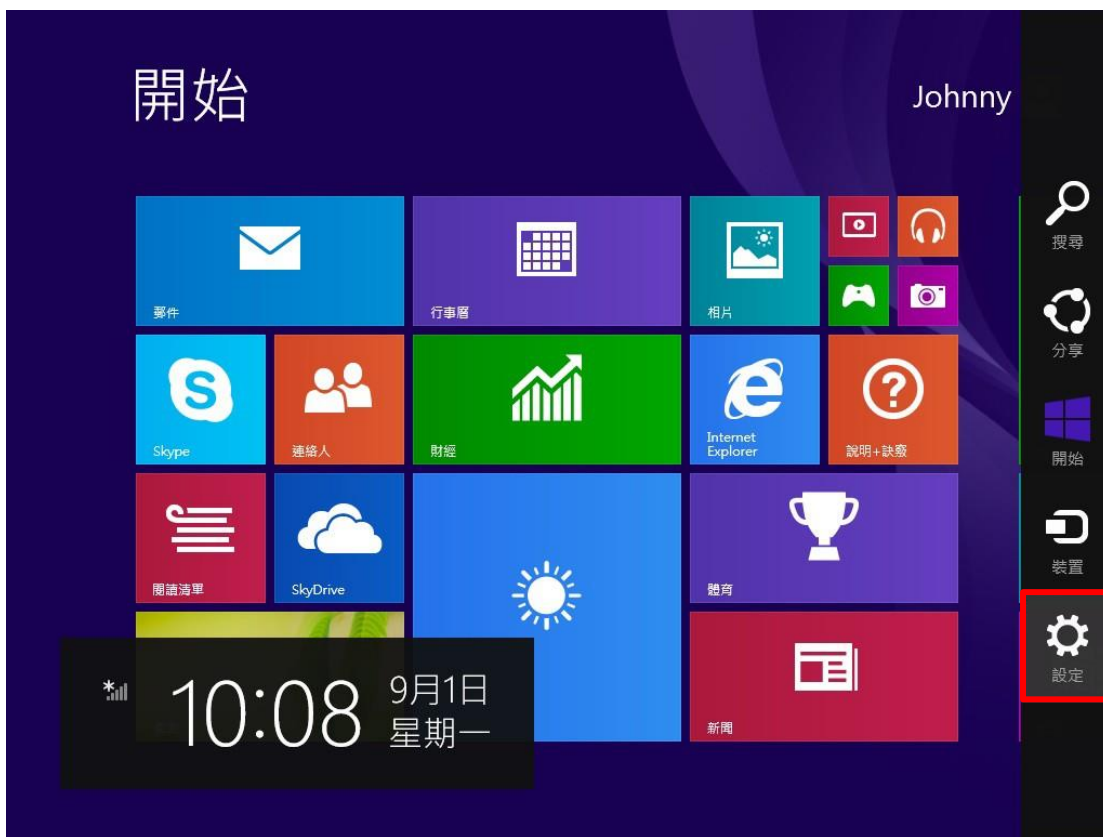 開始
Johnny
搜尋
分享
開始
裝置
設定
郵件
行事曆
相片
Skype
連絡人
財經
Internet
Explorer
說明+訣竅
閱讀清單
SkyDrive
體育
新聞
10:08
9月1日
星期一